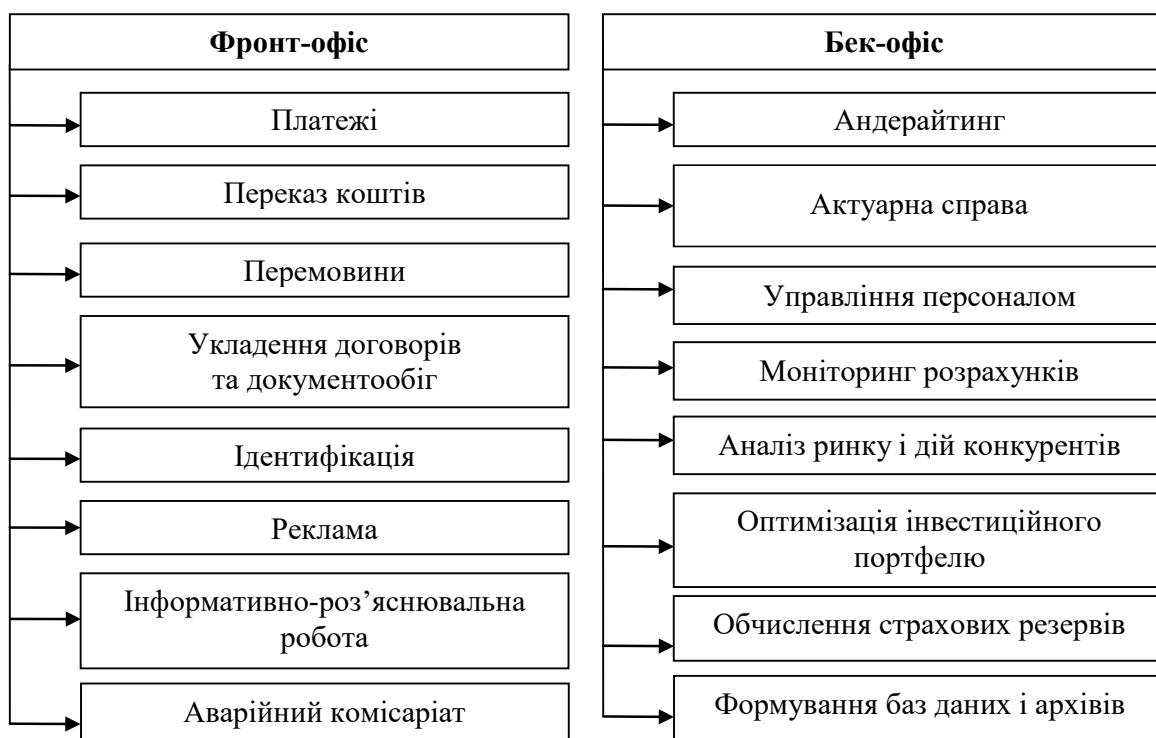 Фронт-офіс
Платежі
Переказ коштів
Перемовини
Укладення договорів
та документообіг
Ідентифікація
Реклама
Інформативно-роз’яснювальна
робота
Аварійний комісаріат
Бек-офіс
Андерайтинг
Актуарна справа
Управління персоналом
Моніторинг розрахунків
Аналіз ринку і дій конкурентів
Оптимізація інвестиційного
портфелю
Обчислення страхових резервів
Формування баз даних і архівів